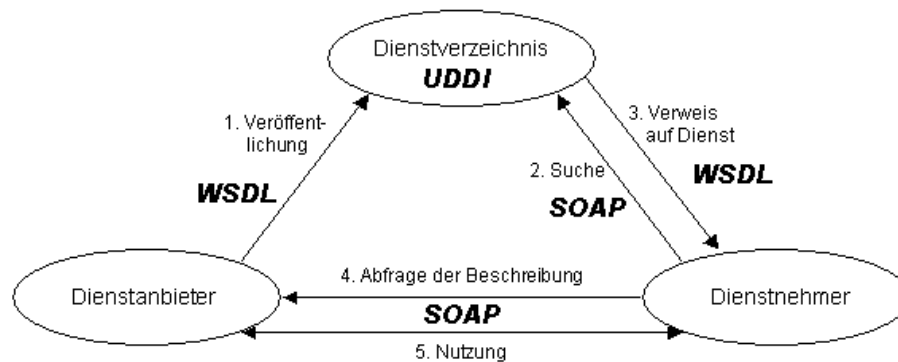 Dienstverzeichnis
UDDI
1. Veröffent-
lichung
WSDL
3. Verweis
auf Dienst
WSDL
2. Suche
SOAP
Dienstanbieter
4. Abfrage der Beschreibung
SOAP
5. Nutzung
Dienstnehmer